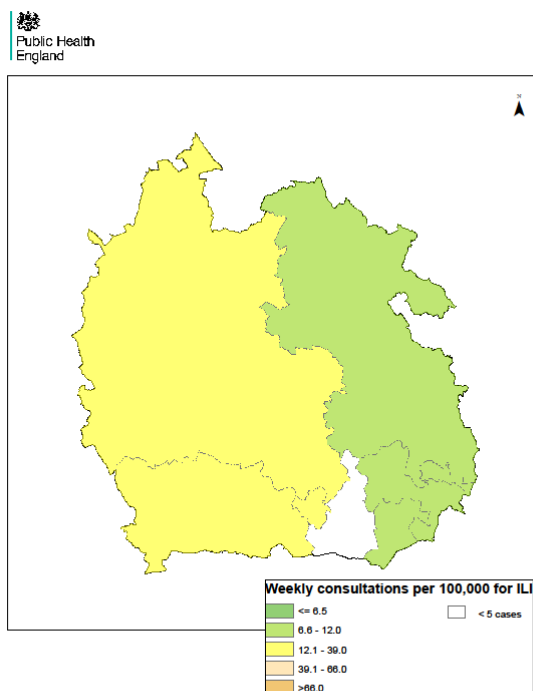 Public Health
England
N
Weekly consultations per 100,000 for ILI
<= 6.5
< 5 cases
6.6 - 12.0
12.1 - 39.0
39.1 - 66.0
>66.0